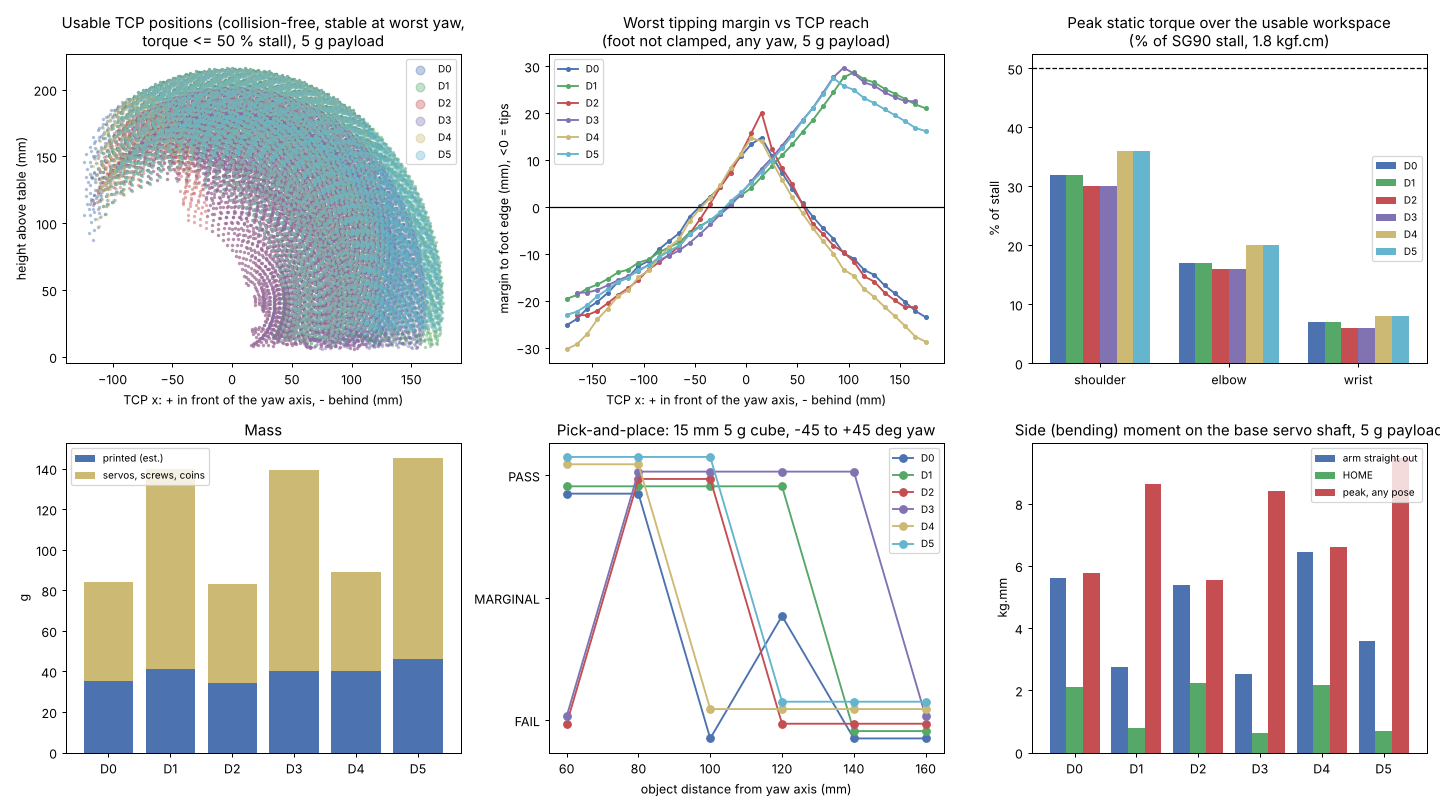 Usable TCP positions (collision-free, stable at worst yaw,
torque <= 50 % stall), 5 g payload
height above table (mm)
200
150
100
50
0
−100
−50
0
50
100
150
TCP x: + in front of the yaw axis, - behind (mm)
D0
D1
D2
D3
D4
D5
Worst tipping margin vs TCP reach
(foot not clamped, any yaw, 5 g payload)
margin to foot edge (mm), <0 = tips
30
20
10
0
−10
−20
−30
−150
−100
−50
0
50
100
150
TCP x: + in front of the yaw axis, - behind (mm)
D0
D1
D2
D3
D4
D5
Peak static torque over the usable workspace
(% of SG90 stall, 1.8 kgf.cm)
% of stall
50
40
30
20
10
0
shoulder
elbow
wrist
D0
D1
D2
D3
D4
D5
Mass
g
140
120
100
80
60
40
20
0
D0
D1
D2
D3
D4
D5
printed (est.)
servos, screws, coins
Pick-and-place: 15 mm 5 g cube, -45 to +45 deg yaw
PASS
MARGINAL
FAIL
60
80
100
120
140
160
object distance from yaw axis (mm)
D0
D1
D2
D3
D4
D5
Side (bending) moment on the base servo shaft, 5 g payload
kg.mm
8
6
4
2
0
D0
D1
D2
D3
D4
D5
arm straight out
HOME
peak, any pose